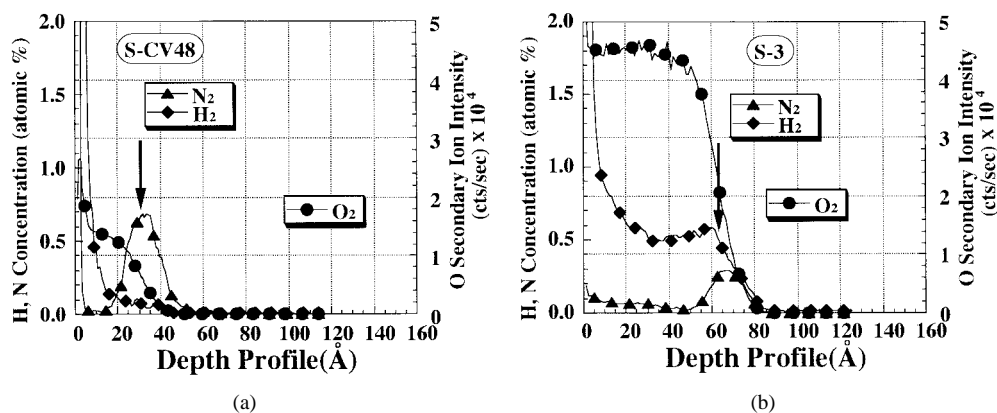 (a)
2.0
1.5
1.0
0.5
0.0
H, N Concentration (atomic %)
S-CV48
N2
H2
O2
5
4
3
2
1
0
O Secondary Ion Intensity
(cts/sec) x 10 4
0 20 40 60 80 100 120 140 160
Depth Profile(Å)
(a)
(b)
2.0
1.5
1.0
0.5
0.0
H, N Concentration (atomic %)
S-3
N2
H2
O2
5
4
3
2
1
0
O Secondary Ion Intensity
(cts/sec) x 10 4
0 20 40 60 80 100 120 140 160
Depth Profile(Å)
(b)